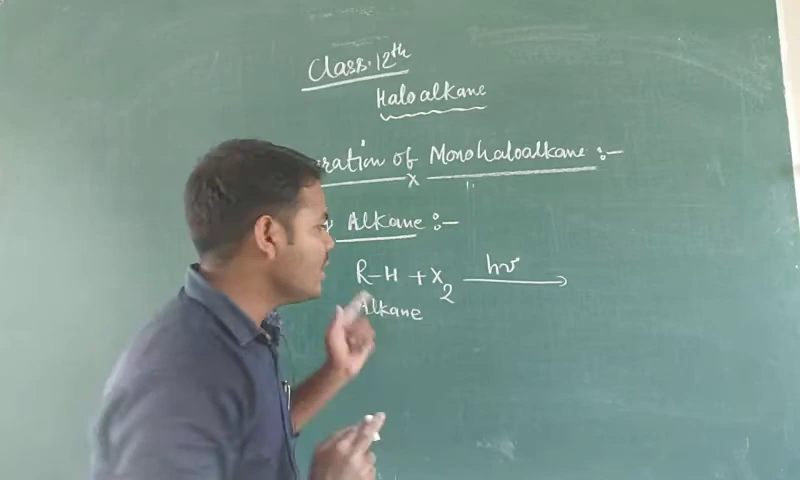 Class.12th
Haloalkane
ration of Monohaloalkane :-
Alkane :-
R-H + X2 hν
Alkane